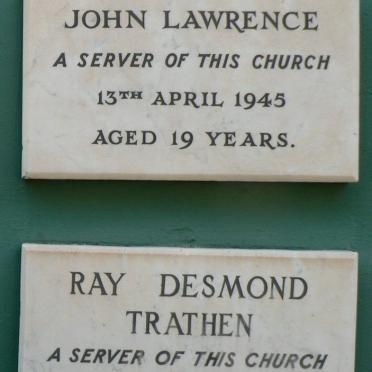 JOHN LAWRENCE
A SERVER OF THIS CHURCH
13TH APRIL 1945
AGED 19 YEARS.
RAY DESMOND
TRATHEN
A SERVER OF THIS CHURCH